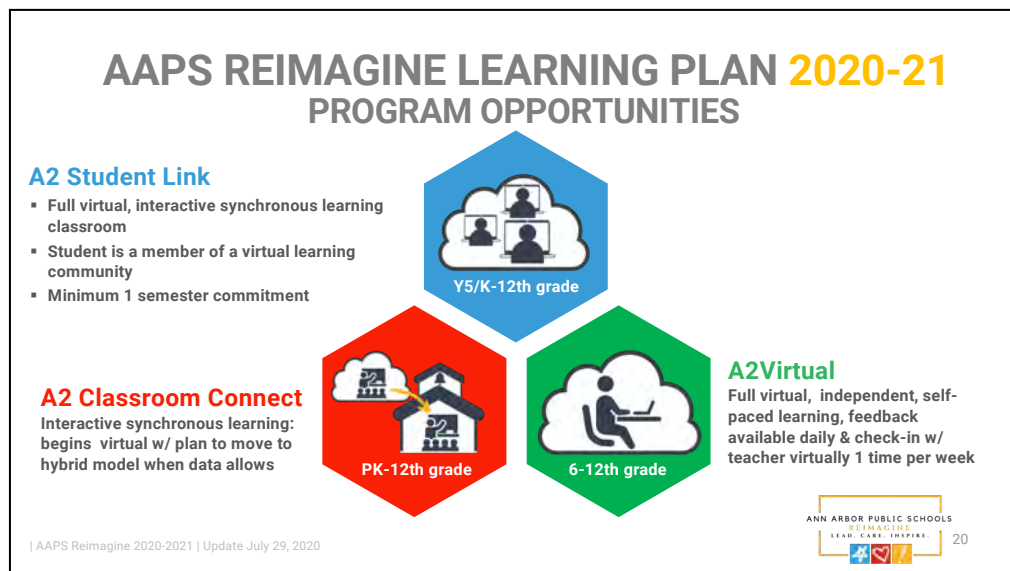 AAPS REIMAGINE LEARNING PLAN 2020-21
PROGRAM OPPORTUNITIES
A2 Student Link
▪ Full virtual, interactive synchronous learning
classroom
▪ Student is a member of a virtual learning
community
▪ Minimum 1 semester commitment
Y5/K-12th grade
A2 Classroom Connect
Interactive synchronous learning:
begins virtual w/ plan to move to
hybrid model when data allows
PK-12th grade
6-12th grade
A2Virtual
Full virtual, independent, self-
paced learning, feedback
available daily & check-in w/
teacher virtually 1 time per week
| AAPS Reimagine 2020-2021 | Update July 29, 2020
ANN ARBOR PUBLIC SCHOOLS
REIMAGINE
LEAD. CARE. INSPIRE.
20